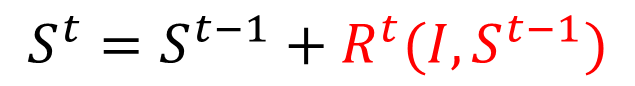 S^t = S^{t-1} + R^t(I, S^{t-1})